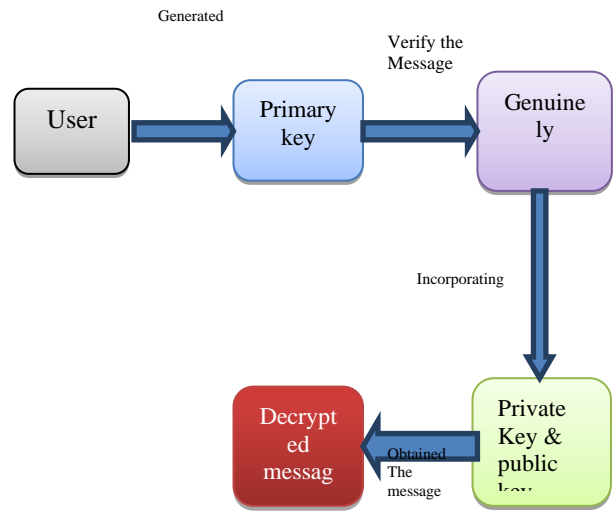 Generated
Verify the
Message
User
Primary
key
Genuine
ly
Incorporating
Private
Key &
public
key
Decrypt
ed
messag
Obtained
The
message